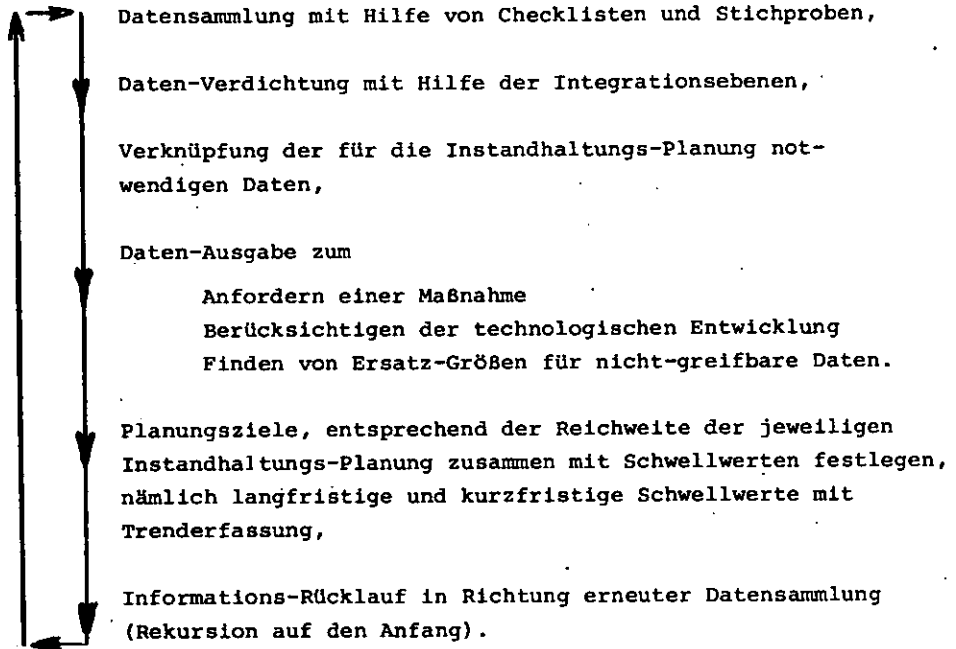 Datensammlung mit Hilfe von Checklisten und Stichproben,
Daten-Verdichtung mit Hilfe der Integrationsebenen,
Verknüpfung der für die Instandhaltungs-Planung not-
wendigen Daten,
Daten-Ausgabe zum
Anfordern einer Maßnahme
Berücksichtigen der technologischen Entwicklung
Finden von Ersatz-Größen für nicht-greifbare Daten.
Planungsziele, entsprechend der Reichweite der jeweiligen
Instandhaltungs-Planung zusammen mit Schwellwerten festlegen,
nämlich langfristige und kurzfristige Schwellwerte mit
Trenderfassung,
Informations-Rücklauf in Richtung erneuter Datensammlung
(Rekursion auf den Anfang).